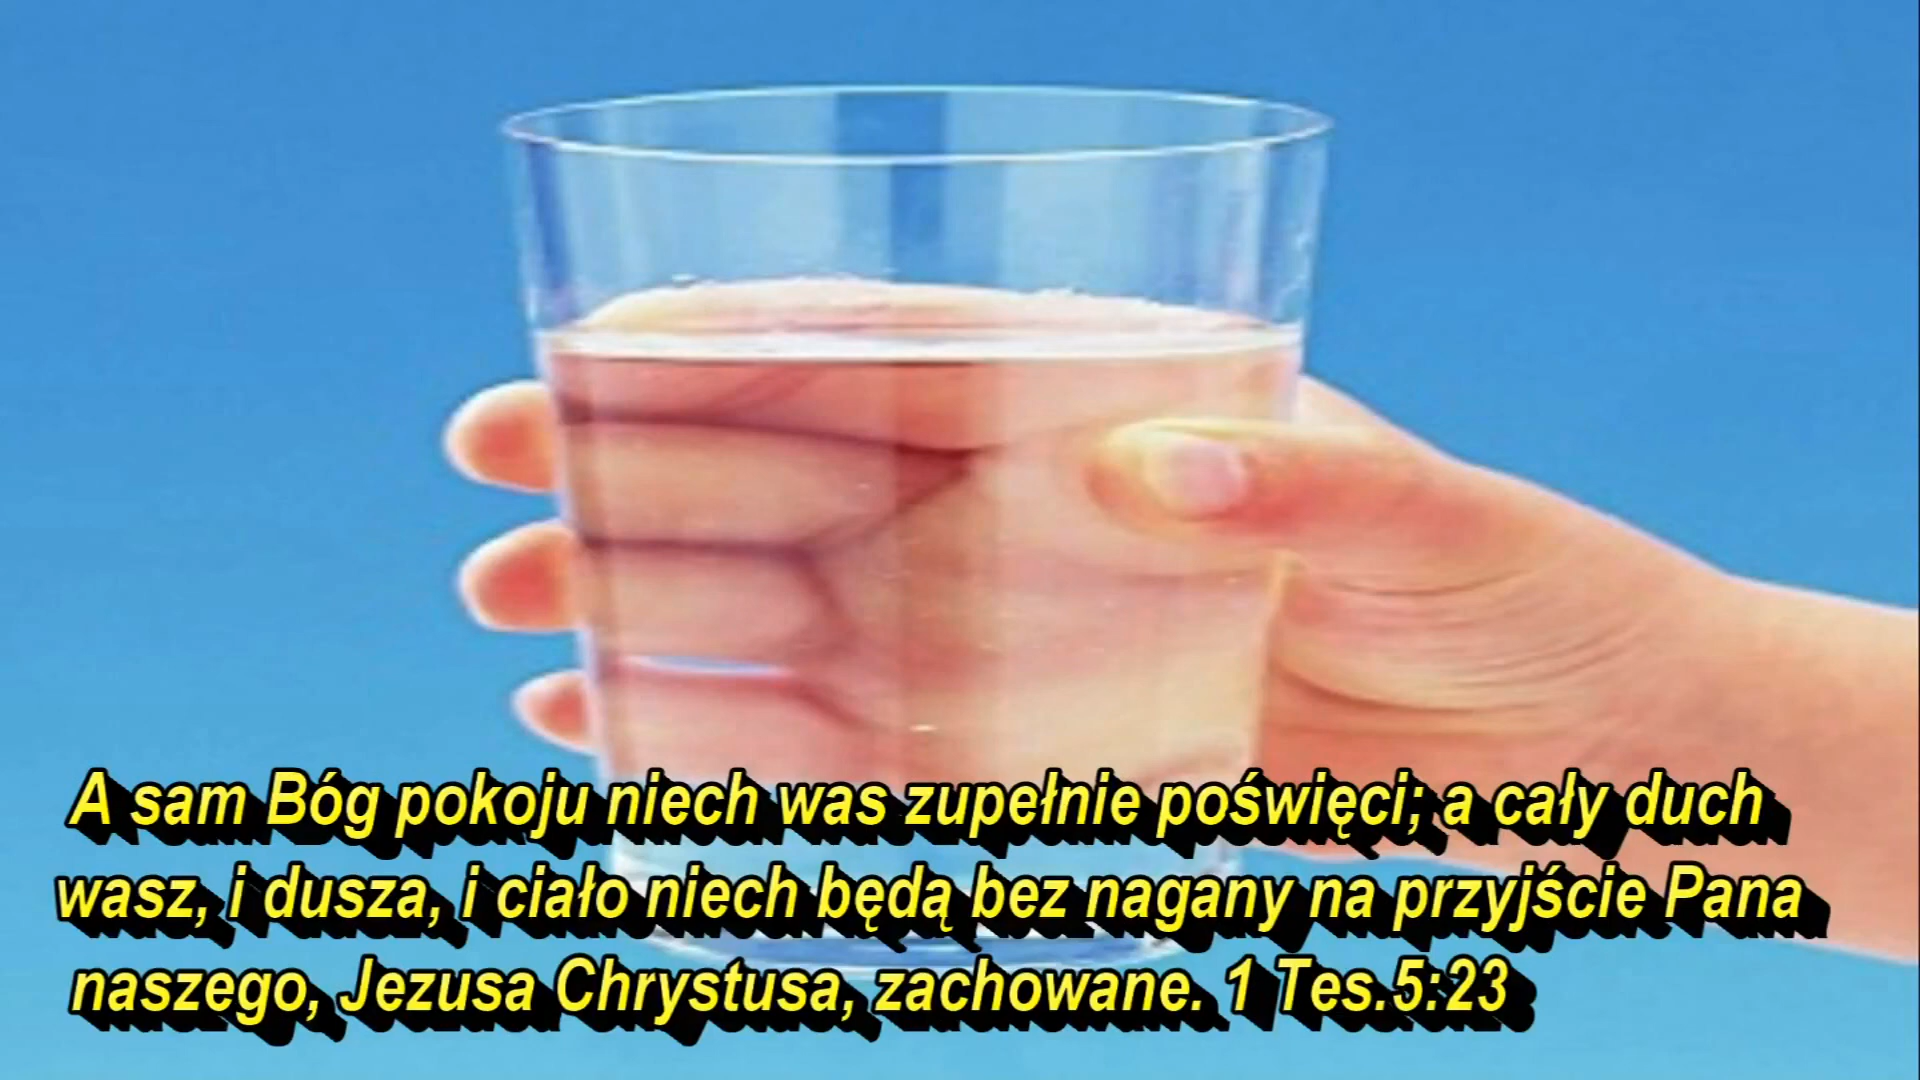 A sam Bóg pokoju niech was zupełnie poświęci; a cały duch
wasz, i dusza, i ciało niech będą bez nagany na przyjście Pana
naszego, Jezusa Chrystusa, zachowane. 1 Tes.5:23